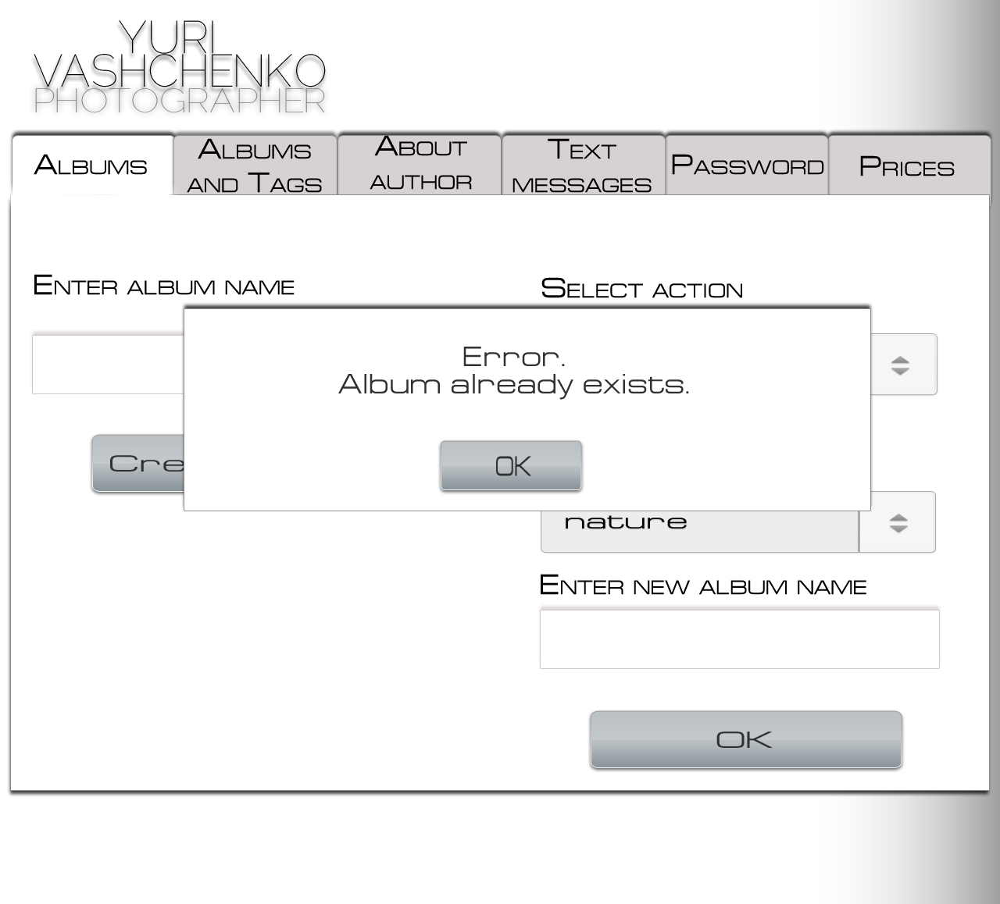 YURI
VASHCHENKO
PHOTOGRAPHER
Albums
Albums
and Tags
About
author
Text
messages
Password
Prices
Enter album name
Select action
Error.
Album already exists.
OK
Cre
nature
Enter new album name
OK